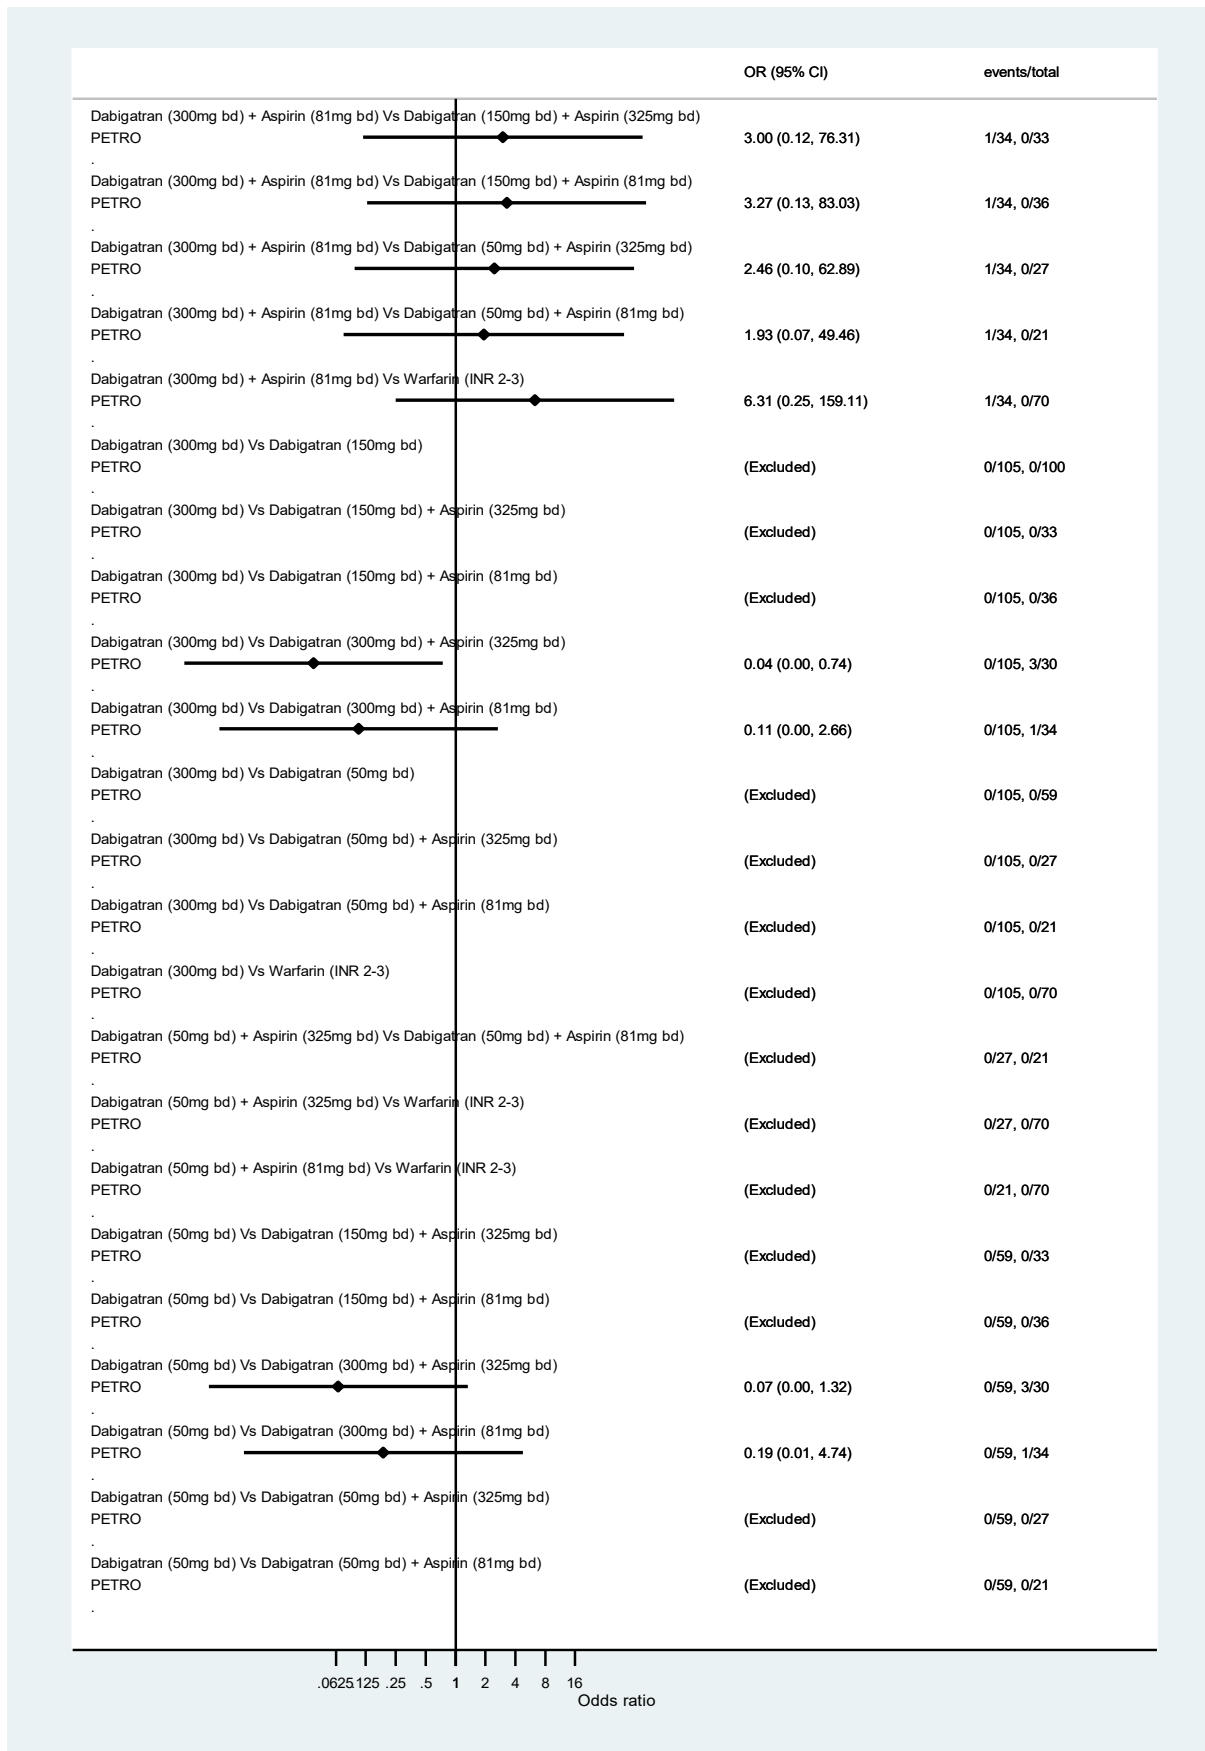 OR (95% CI) events/total
Dabigatran (300mg bd) + Aspirin (81mg bd) Vs Dabigatran (150mg bd) + Aspirin (325mg bd)
PETRO 3.00 (0.12, 76.31) 1/34, 0/33
.
Dabigatran (300mg bd) + Aspirin (81mg bd) Vs Dabigatran (150mg bd) + Aspirin (81mg bd)
PETRO 3.27 (0.13, 83.03) 1/34, 0/36
.
Dabigatran (300mg bd) + Aspirin (81mg bd) Vs Dabigatran (50mg bd) + Aspirin (325mg bd)
PETRO 2.46 (0.10, 62.89) 1/34, 0/27
.
Dabigatran (300mg bd) + Aspirin (81mg bd) Vs Dabigatran (50mg bd) + Aspirin (81mg bd)
PETRO 1.93 (0.07, 49.46) 1/34, 0/21
.
Dabigatran (300mg bd) + Aspirin (81mg bd) Vs Warfarin (INR 2-3)
PETRO 6.31 (0.25, 159.11) 1/34, 0/70
.
Dabigatran (300mg bd) Vs Dabigatran (150mg bd)
PETRO (Excluded) 0/105, 0/100
.
Dabigatran (300mg bd) Vs Dabigatran (150mg bd) + Aspirin (325mg bd)
PETRO (Excluded) 0/105, 0/33
.
Dabigatran (300mg bd) Vs Dabigatran (150mg bd) + Aspirin (81mg bd)
PETRO (Excluded) 0/105, 0/36
.
Dabigatran (300mg bd) Vs Dabigatran (300mg bd) + Aspirin (325mg bd)
PETRO 0.04 (0.00, 0.74) 0/105, 3/30
.
Dabigatran (300mg bd) Vs Dabigatran (300mg bd) + Aspirin (81mg bd)
PETRO 0.11 (0.00, 2.66) 0/105, 1/34
.
Dabigatran (300mg bd) Vs Dabigatran (50mg bd)
PETRO (Excluded) 0/105, 0/59
.
Dabigatran (300mg bd) Vs Dabigatran (50mg bd) + Aspirin (325mg bd)
PETRO (Excluded) 0/105, 0/27
.
Dabigatran (300mg bd) Vs Dabigatran (50mg bd) + Aspirin (81mg bd)
PETRO (Excluded) 0/105, 0/21
.
Dabigatran (300mg bd) Vs Warfarin (INR 2-3)
PETRO (Excluded) 0/105, 0/70
.
Dabigatran (50mg bd) + Aspirin (325mg bd) Vs Dabigatran (50mg bd) + Aspirin (81mg bd)
PETRO (Excluded) 0/27, 0/21
.
Dabigatran (50mg bd) + Aspirin (325mg bd) Vs Warfarin (INR 2-3)
PETRO (Excluded) 0/27, 0/70
.
Dabigatran (50mg bd) + Aspirin (81mg bd) Vs Warfarin (INR 2-3)
PETRO (Excluded) 0/21, 0/70
.
Dabigatran (50mg bd) Vs Dabigatran (150mg bd) + Aspirin (325mg bd)
PETRO (Excluded) 0/59, 0/33
.
Dabigatran (50mg bd) Vs Dabigatran (150mg bd) + Aspirin (81mg bd)
PETRO (Excluded) 0/59, 0/36
.
Dabigatran (50mg bd) Vs Dabigatran (300mg bd) + Aspirin (325mg bd)
PETRO 0.07 (0.00, 1.32) 0/59, 3/30
.
Dabigatran (50mg bd) Vs Dabigatran (300mg bd) + Aspirin (81mg bd)
PETRO 0.19 (0.01, 4.74) 0/59, 1/34
.
Dabigatran (50mg bd) Vs Dabigatran (50mg bd) + Aspirin (325mg bd)
PETRO (Excluded) 0/59, 0/27
.
Dabigatran (50mg bd) Vs Dabigatran (50mg bd) + Aspirin (81mg bd)
PETRO (Excluded) 0/59, 0/21
.
.0625 .125 .25 .5 1 2 4 8 16
Odds ratio